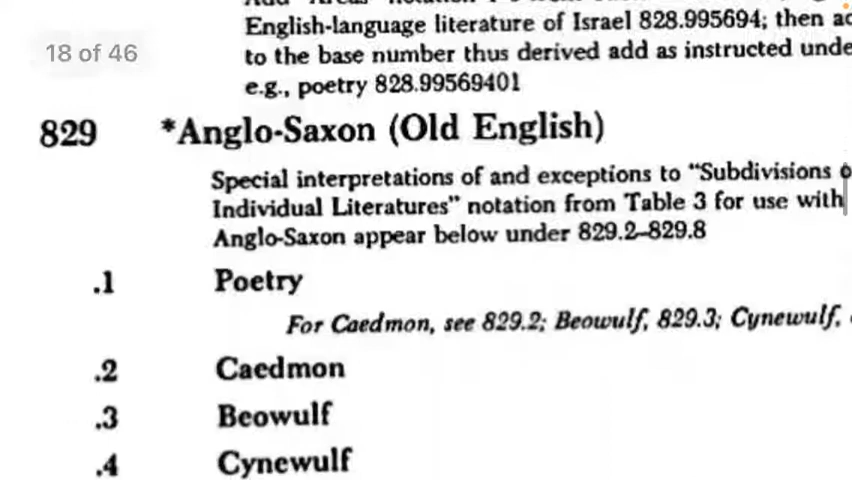 English-language literature of Israel 828.995694; then
to the base number thus derived add as instructed
e.g., poetry 828.99569401
18 of 46
829 *Anglo-Saxon (Old English)
Special interpretations of and exceptions to "Subdivisions
Individual Literatures" notation from Table 3 for use with
Anglo-Saxon appear below under 829.2–829.8
.1 Poetry
For Caedmon, see 829.2; Beowulf, 829.3; Cynewulf,
.2 Caedmon
.3 Beowulf
.4 Cynewulf